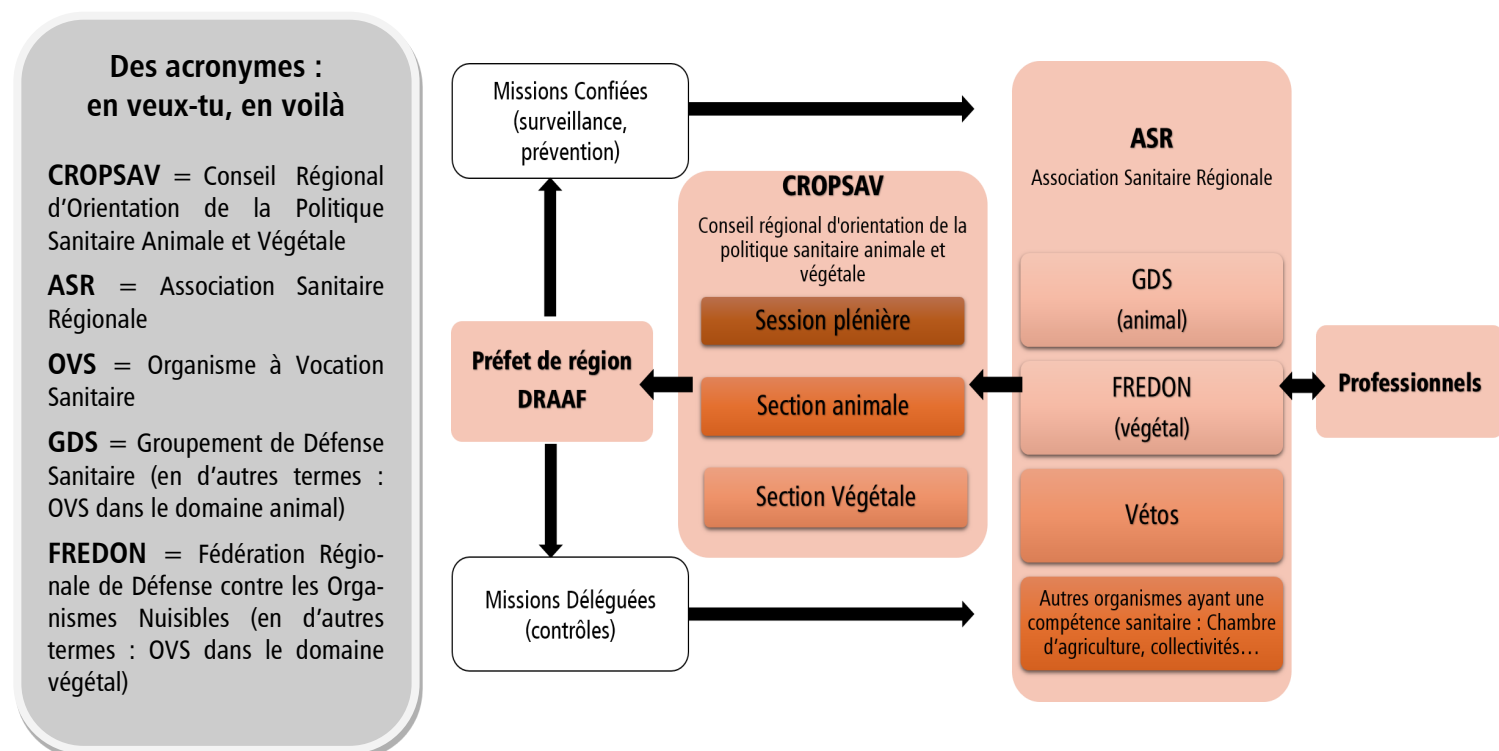 Des acronymes :
en veux-tu, en voilà
CROPSAV = Conseil Régional
d’Orientation de la Politique
Sanitaire Animale et Végétale
ASR = Association Sanitaire
Régionale
OVS = Organisme à Vocation
Sanitaire
GDS = Groupement de Défense
Sanitaire (en d’autres termes :
OVS dans le domaine animal)
FREDON = Fédération Régio-
nale de Défense contre les Orga-
nismes Nuisibles (en d’autres
termes : OVS dans le domaine
végétal)
Missions Confiées
(surveillance,
prévention)
Préfet de région
DRAAF
Missions Déléguées
(contrôles)
CROPSAV
Conseil régional d'orientation de la
politique sanitaire animale et
végétale
Session plénière
Section animale
Section Végétale
ASR
Association Sanitaire Régionale
GDS
(animal)
FREDON
(végétal)
Vétos
Autres organismes ayant une
compétence sanitaire : Chambre
d’agriculture, collectivités…
Professionnels